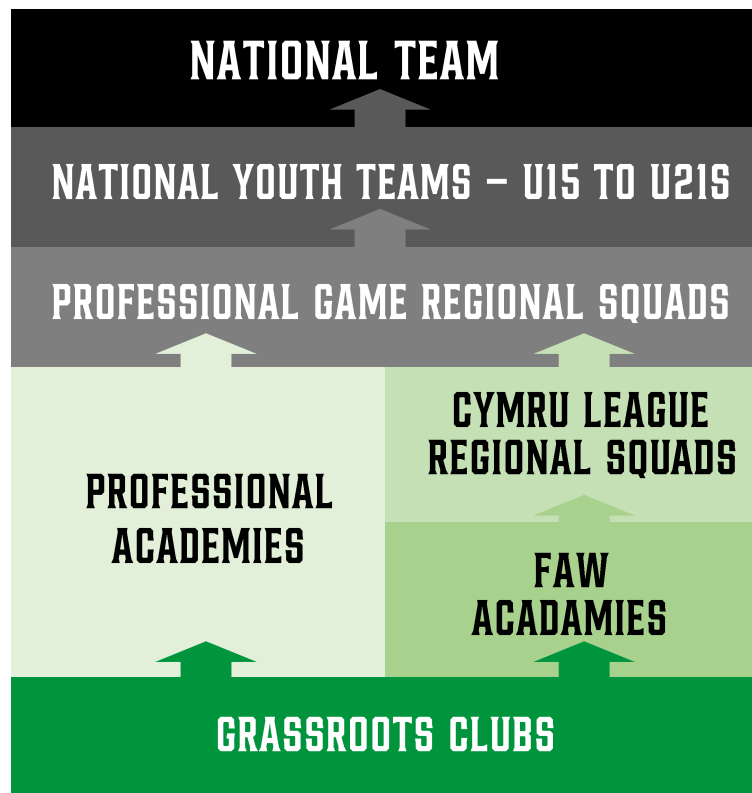 NATIONAL TEAM
NATIONAL YOUTH TEAMS – U15 TO U21S
PROFESSIONAL GAME REGIONAL SQUADS
CYMRU LEAGUE
REGIONAL SQUADS
PROFESSIONAL
ACADEMIES
FAW
ACADAMIES
GRASSROOTS CLUBS